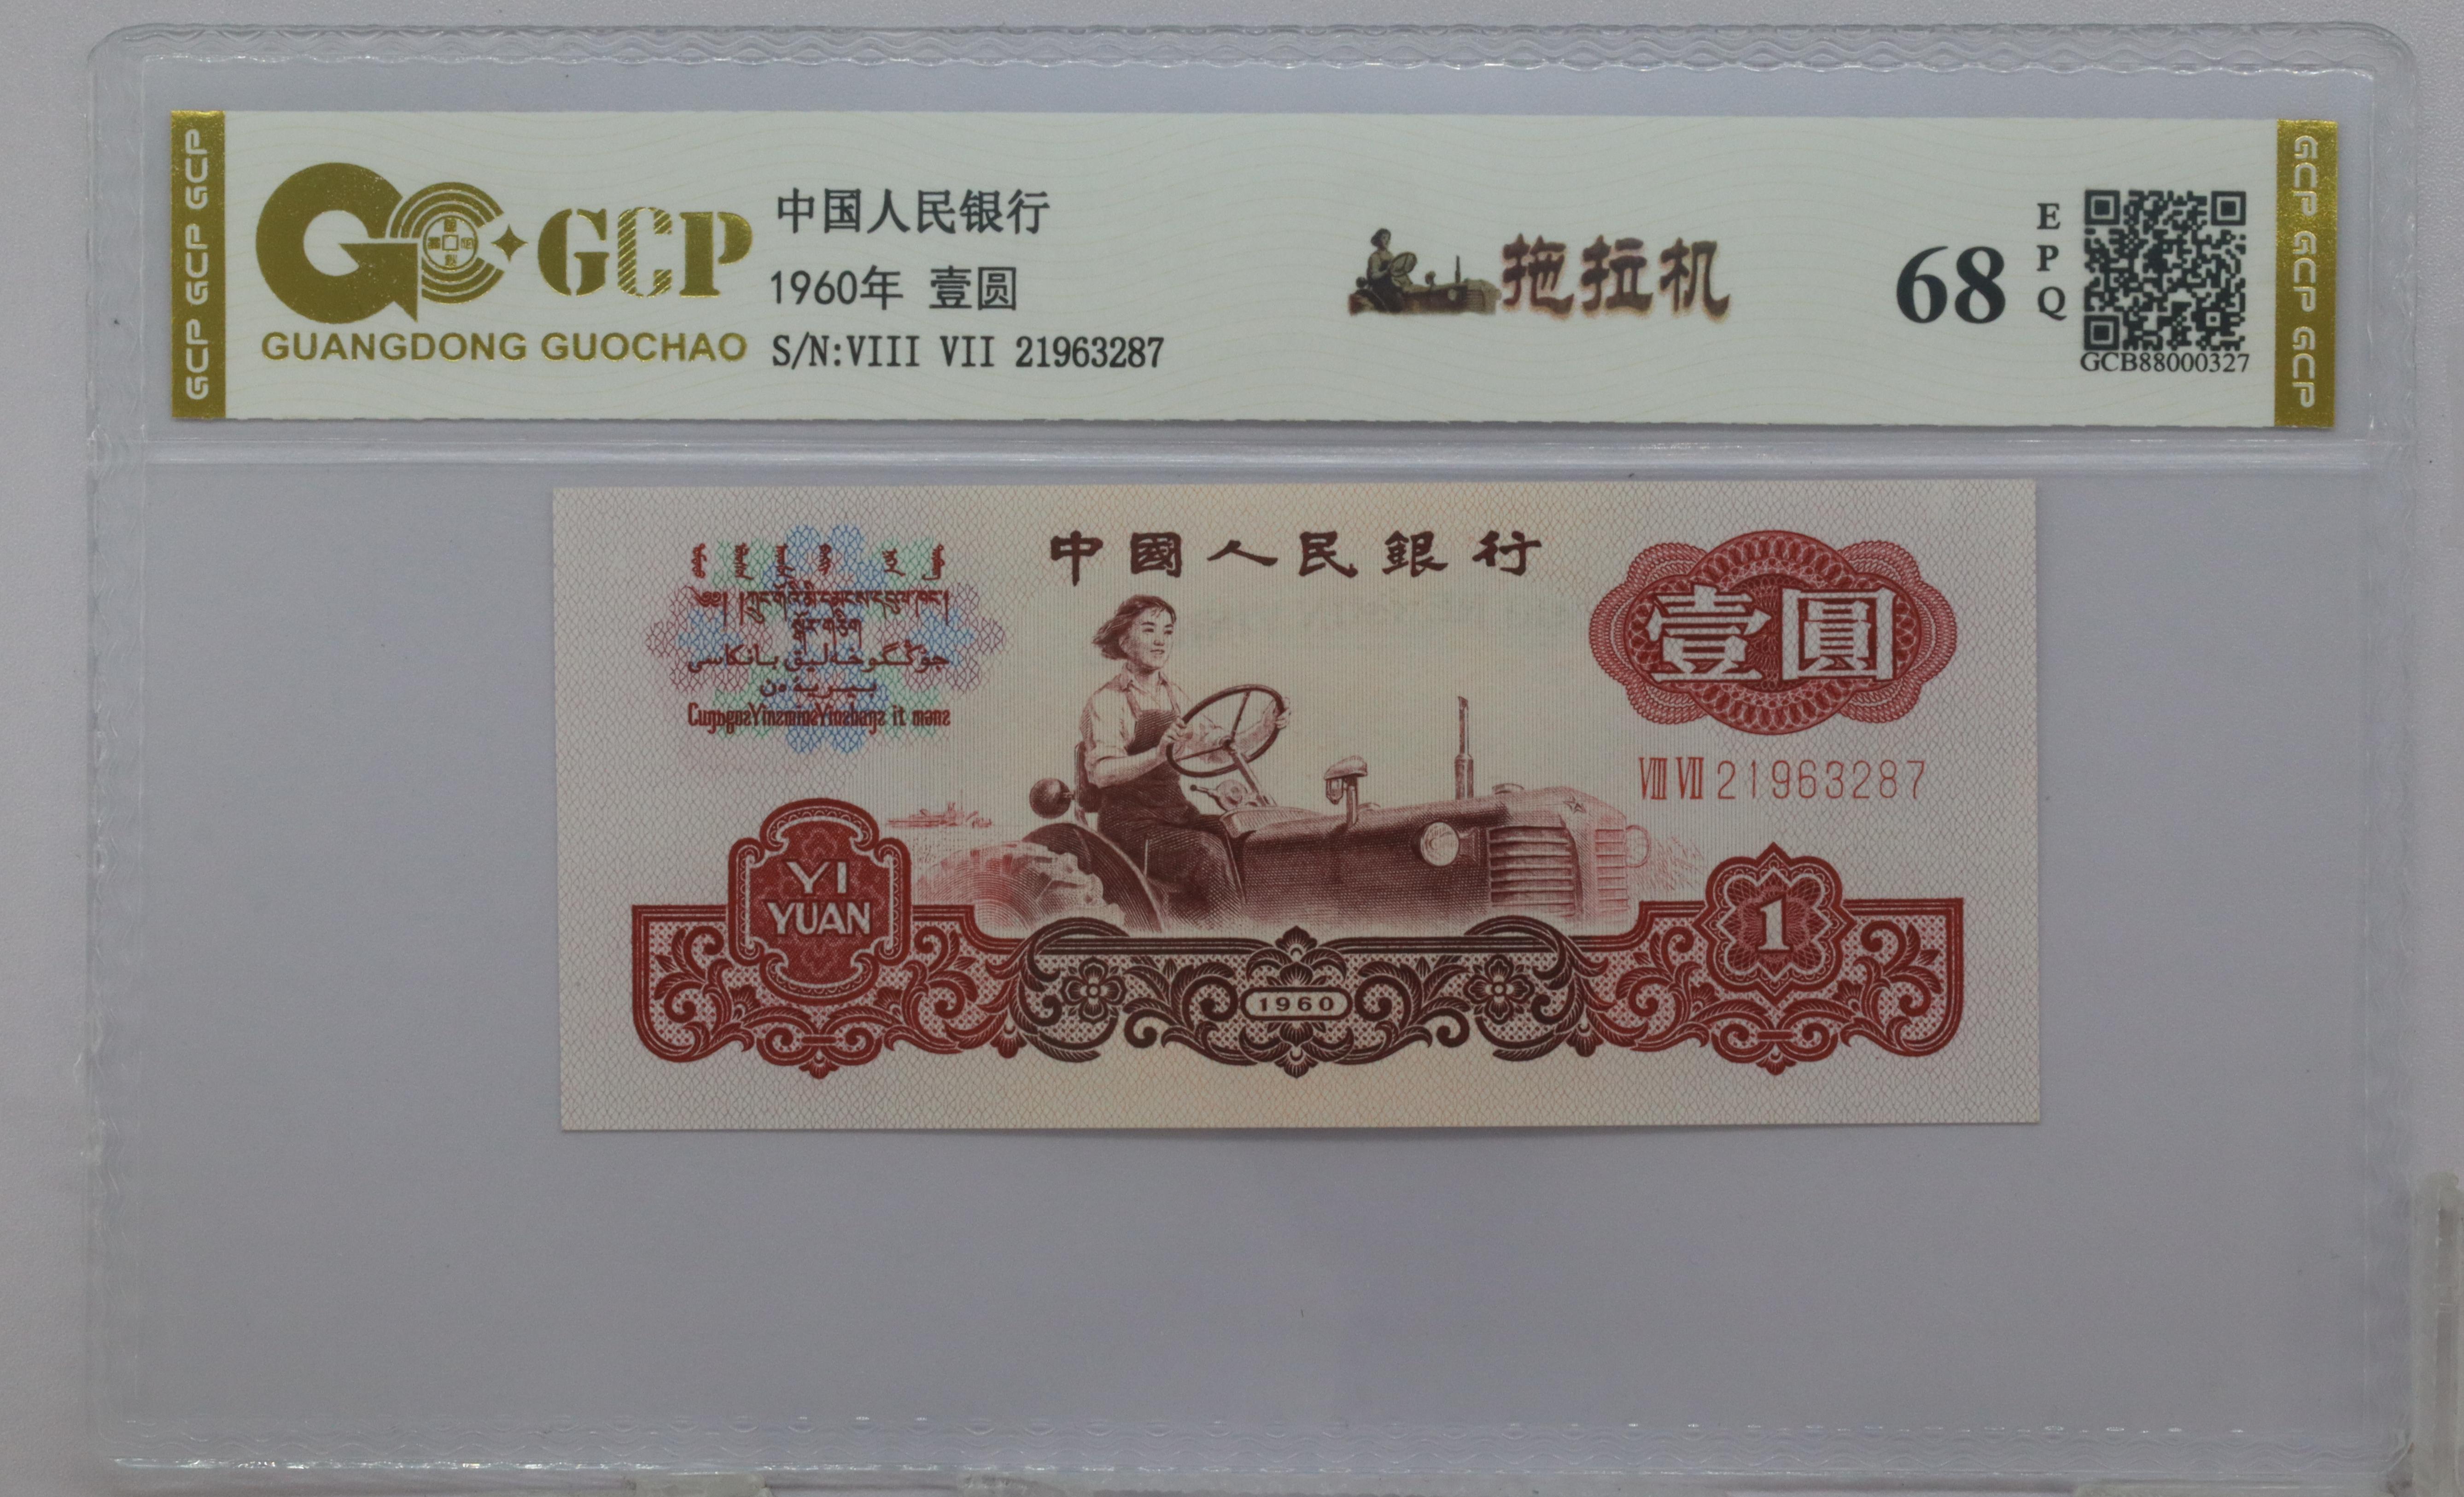 GCP GCP GCP
GCP
GUANGDONG GUOCHAO
中国人民银行
1960年 壹圆
S/N:VIII VII 21963287
拖拉机
68
E
P
Q
GCB88000327
GCP GCP GCP
中國人民銀行
壹圓
VIII VII 21963287
YI
YUAN
1
1960